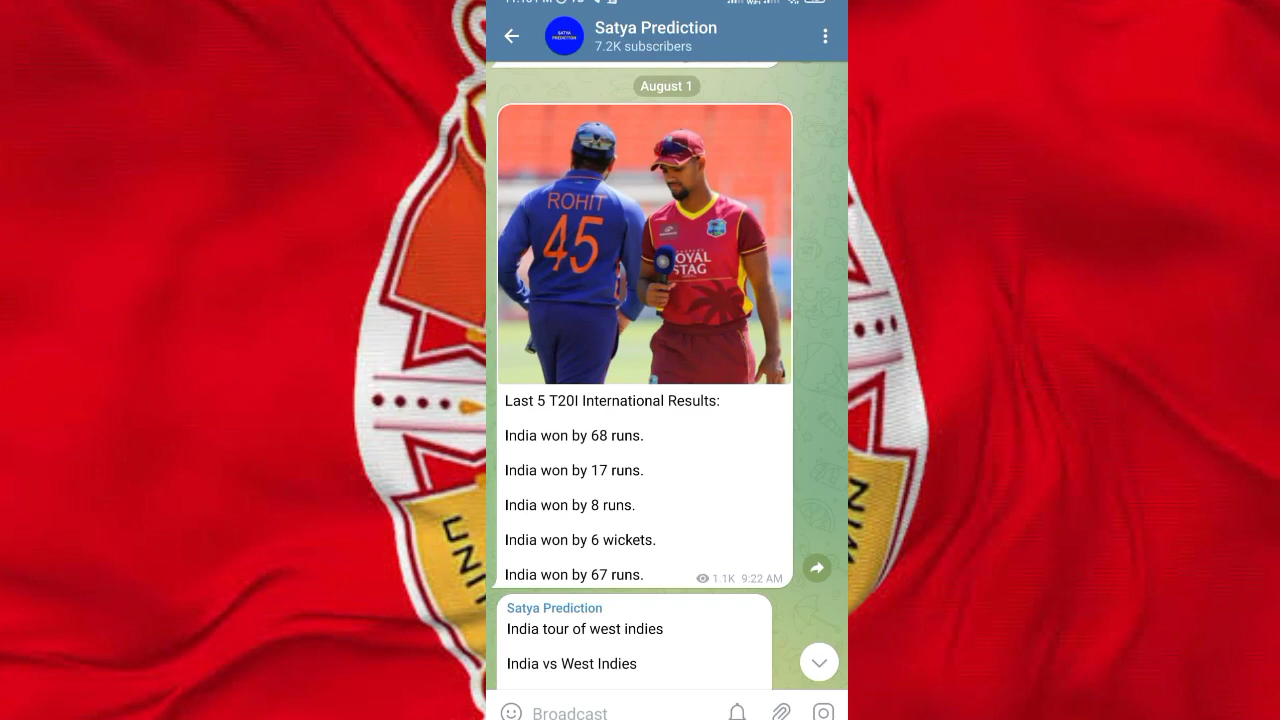 Satya Prediction
7.2K subscribers
SATYA
PREDICTION
August 1
ROHIT
45
ROYAL
STAG
Last 5 T20I International Results:
India won by 68 runs.
India won by 17 runs.
India won by 8 runs.
India won by 6 wickets.
India won by 67 runs.
1.1K 9:22 AM
Satya Prediction
India tour of west indies
India vs West Indies
Broadcast
UNI